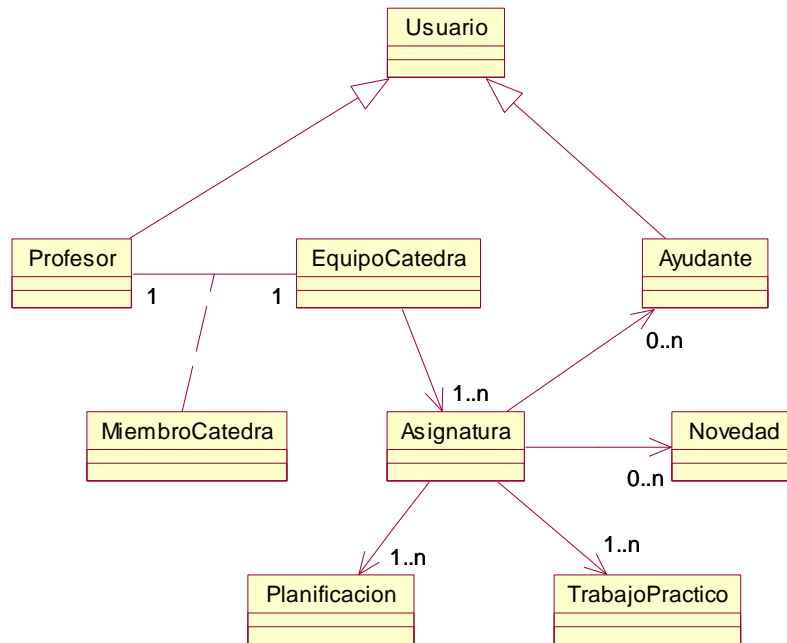 Usuario
Profesor
EquipoCatedra
Ayudante
1
1
0..n
1..n
MiembroCatedra
Asignatura
Novedad
0..n
1..n
1..n
Planificacion
TrabajoPractico